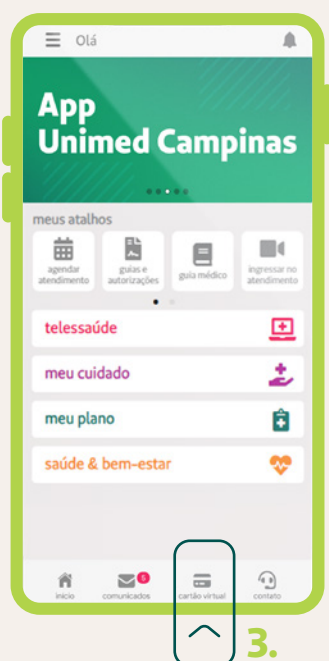 Olá
App
Unimed Campinas
meus atalhos
agendar
atendimento
guias e
autorizações
guia médico
ingressar no
atendimento
telessaúde
meu cuidado
meu plano
saúde & bem-estar
5
início
comunicados
cartão virtual
contato
3.